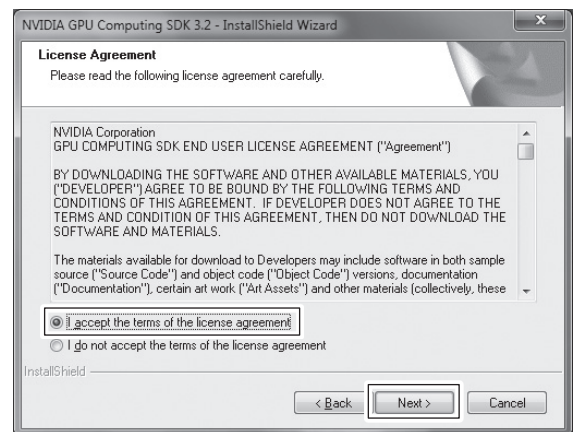 NVIDIA GPU Computing SDK 3.2 - InstallShield Wizard
License Agreement
Please read the following license agreement carefully.
NVIDIA Corporation
GPU COMPUTING SDK END USER LICENSE AGREEMENT ("Agreement")
BY DOWNLOADING THE SOFTWARE AND OTHER AVAILABLE MATERIALS, YOU
("DEVELOPER") AGREE TO BE BOUND BY THE FOLLOWING TERMS AND
CONDITIONS OF THIS AGREEMENT. IF DEVELOPER DOES NOT AGREE TO THE
TERMS AND CONDITION OF THIS AGREEMENT, THEN DO NOT DOWNLOAD THE
SOFTWARE AND MATERIALS.
The materials available for download to Developers may include software in both sample
source ("Source Code") and object code ("Object Code") versions, documentation
("Documentation"), certain art work ("Art Assets") and other materials (collectively, these
I accept the terms of the license agreement
I do not accept the terms of the license agreement
InstallShield
< Back Next > Cancel